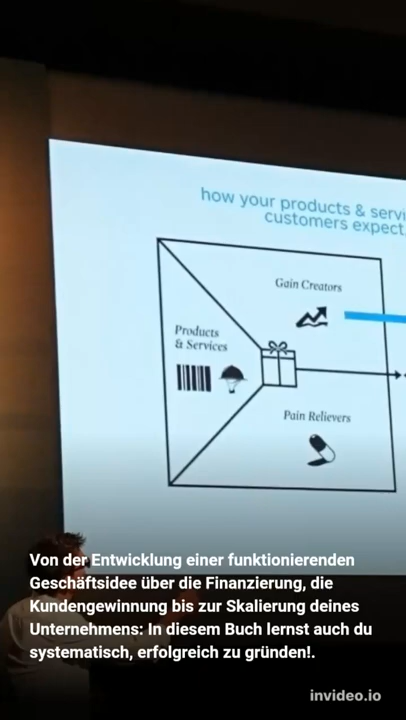 how your products & servi
customers expect
Gain Creators
Products
& Services
Pain Relievers
Von der Entwicklung einer funktionierenden
Geschäftsidee über die Finanzierung, die
Kundengewinnung bis zur Skalierung deines
Unternehmens: In diesem Buch lernst auch du
systematisch, erfolgreich zu gründen!.
invideo.io